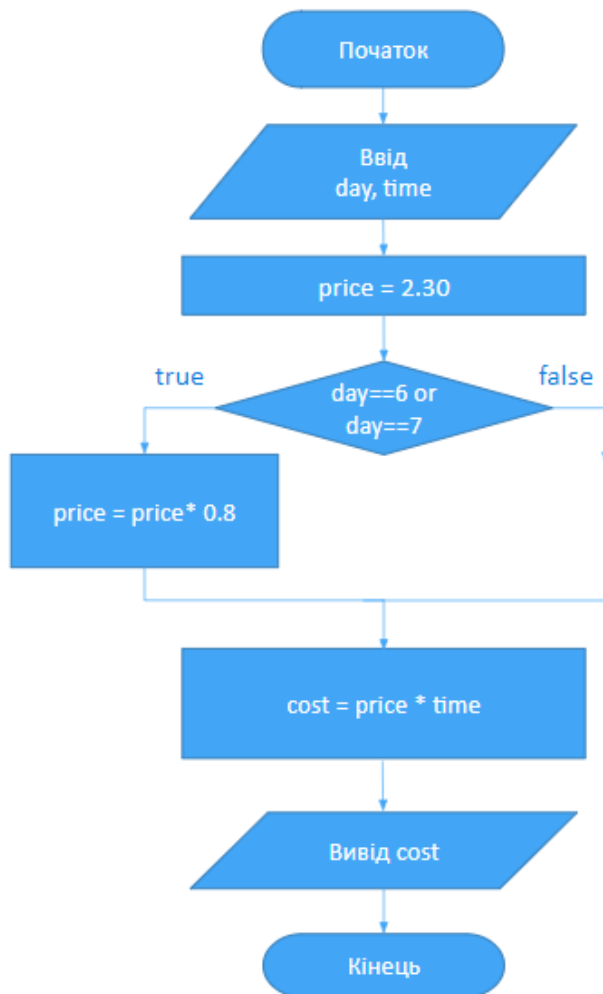 Початок
Ввід
day, time
price = 2.30
true
false
day==6 or
day==7
price = price* 0.8
cost = price * time
Вивід cost
Кінець